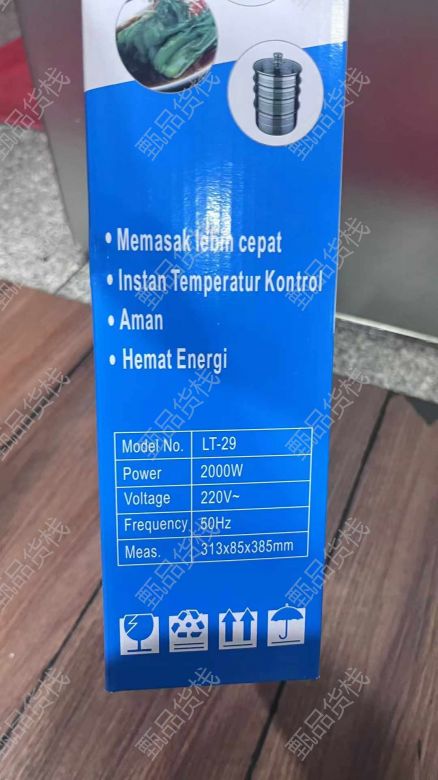 • Memasak lebih cepat
• Instan Temperatur Kontrol
• Aman
• Hemat Energi
Model No. LT-29
Power 2000W
Voltage 220V~
Frequency 50Hz
Meas. 313x85x385mm
甄品货栈